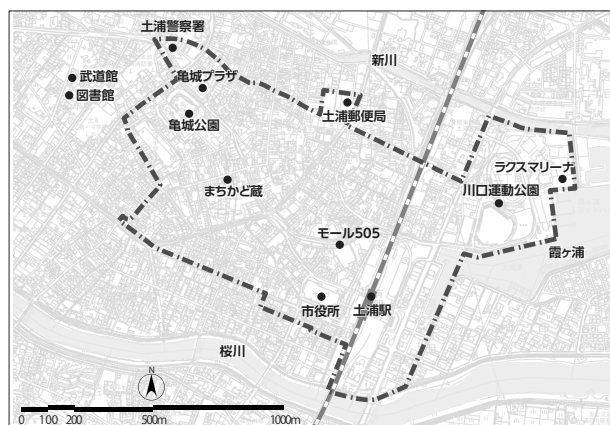 土浦警察署
新川
武道館
亀城プラザ
図書館
土浦郵便局
亀城公園
ラクスマリーナ
まちかど蔵
川口運動公園
モール505
霞ヶ浦
市役所
土浦駅
桜川
N
0 100 200 500m 1000m